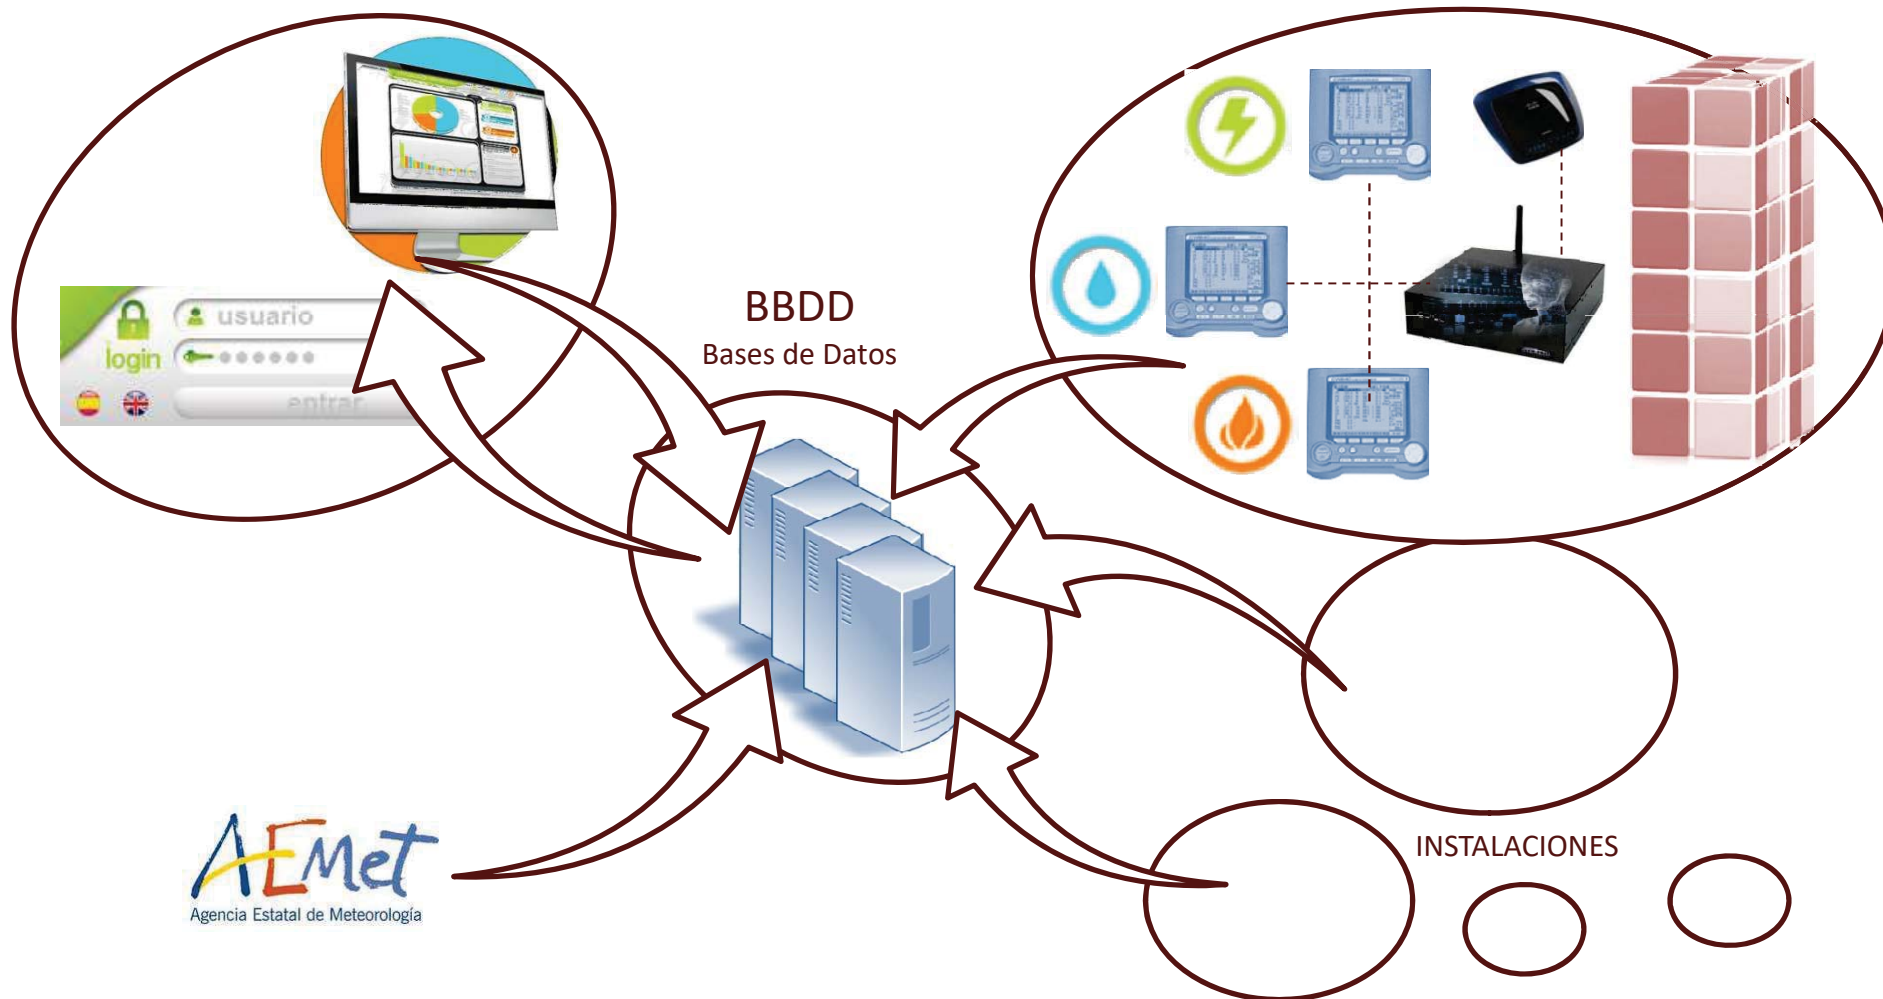 usuario
login
entrar
BBDD
Bases de Datos
AEMet
Agencia Estatal de Meteorología
INSTALACIONES